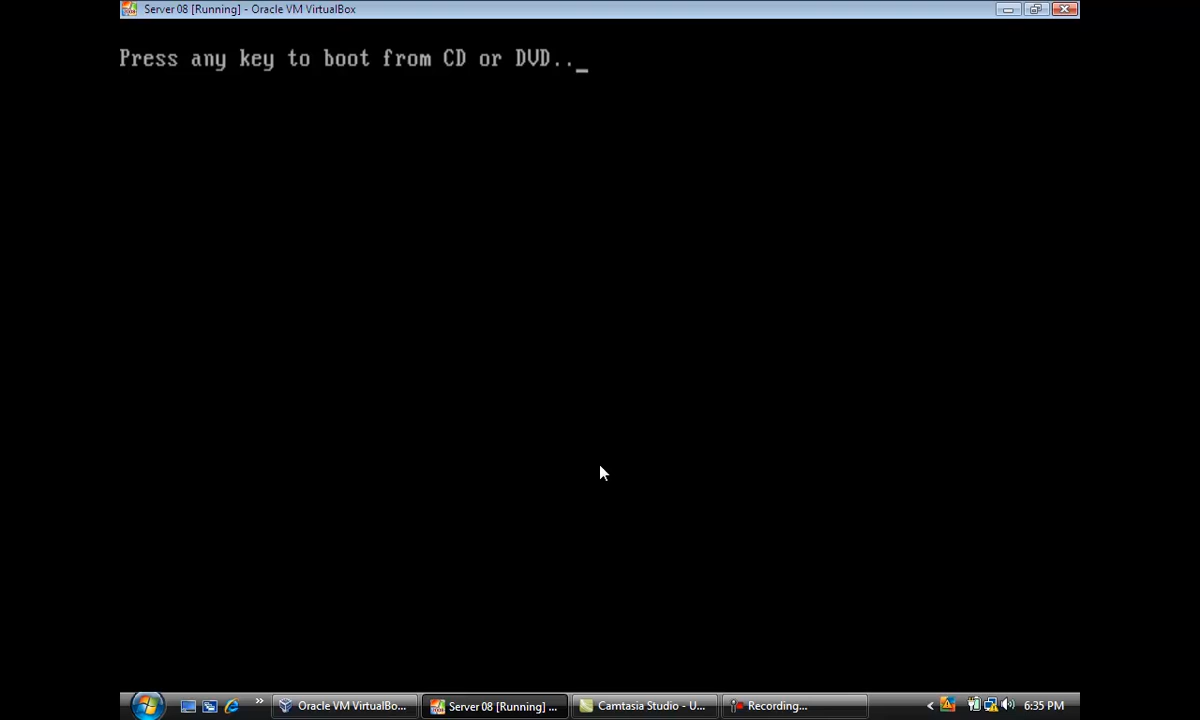 Server 08 [Running] - Oracle VM VirtualBox
Press any key to boot from CD or DVD.._
Oracle VM VirtualBo...
Server 08 [Running] ...
Camtasia Studio - U...
Recording...
6:35 PM